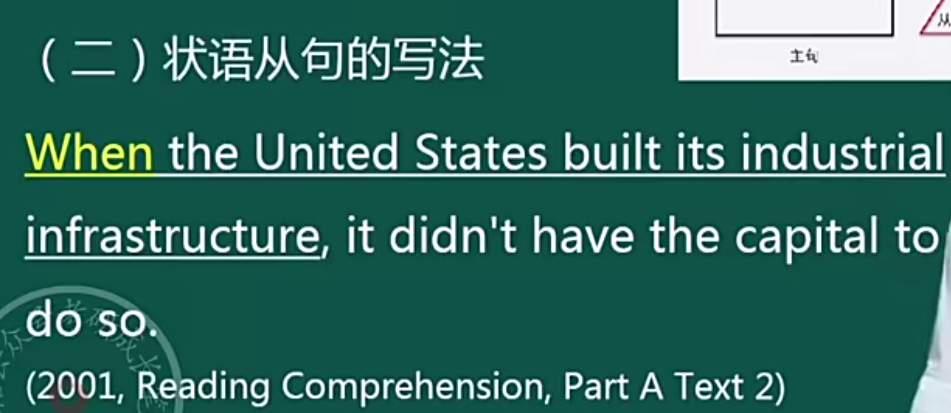 主句
从
（二）状语从句的写法
When the United States built its industrial
infrastructure, it didn't have the capital to
do so.
(2001, Reading Comprehension, Part A Text 2)